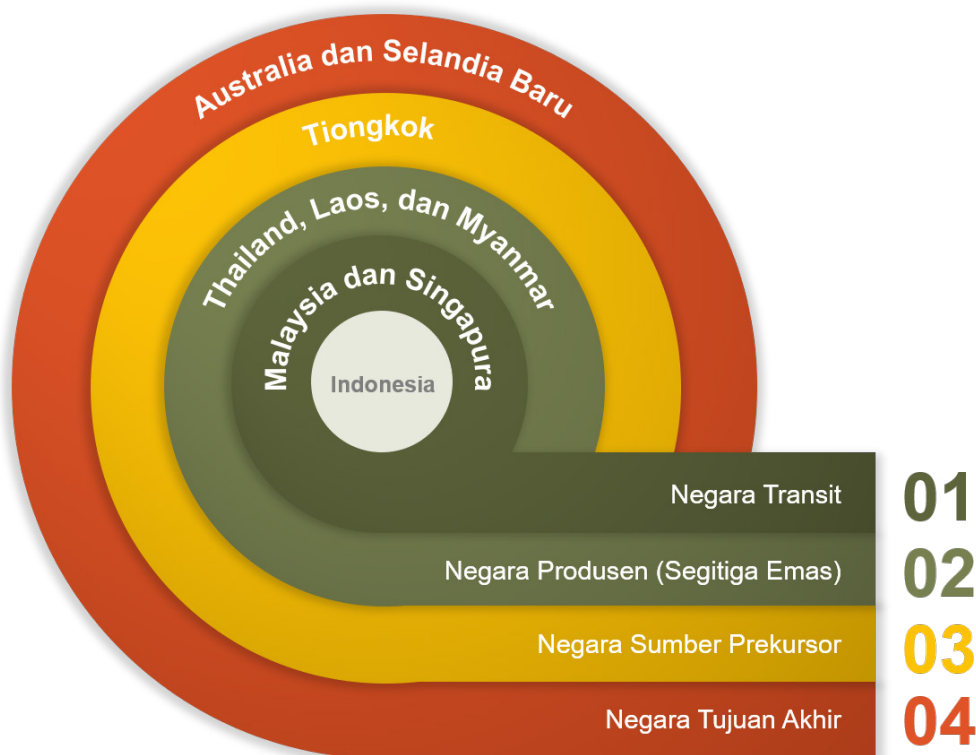 Australia dan Selandia Baru
Tiongkok
Thailand, Laos, dan Myanmar
Malaysia dan Singapura
Indonesia
Negara Transit
01
Negara Produsen (Segitiga Emas)
02
Negara Sumber Prekursor
03
Negara Tujuan Akhir
04